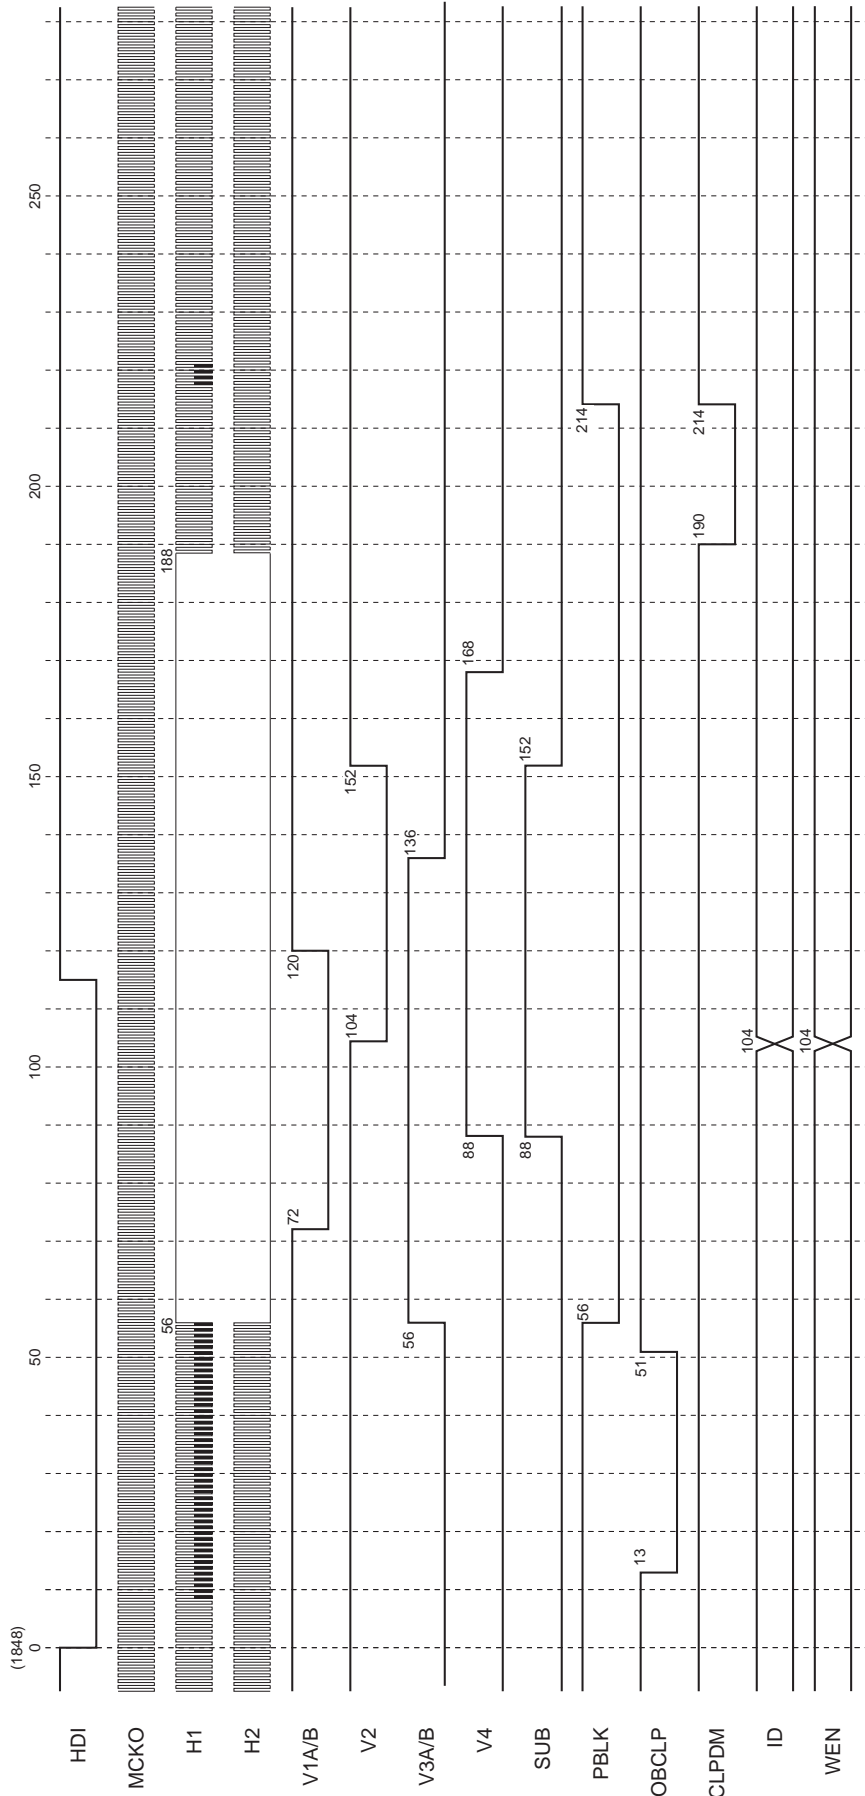 (1848)
0 50 100 150 200 250
HDI
MCKO
H1 56 188
H2
V1A/B 72 120
V2 104 152
V3A/B 56 136
V4 88 168
SUB 88 152
PBLK 56 214
OBCLP 13 51
CLPDM 190 214
ID 104
WEN 104